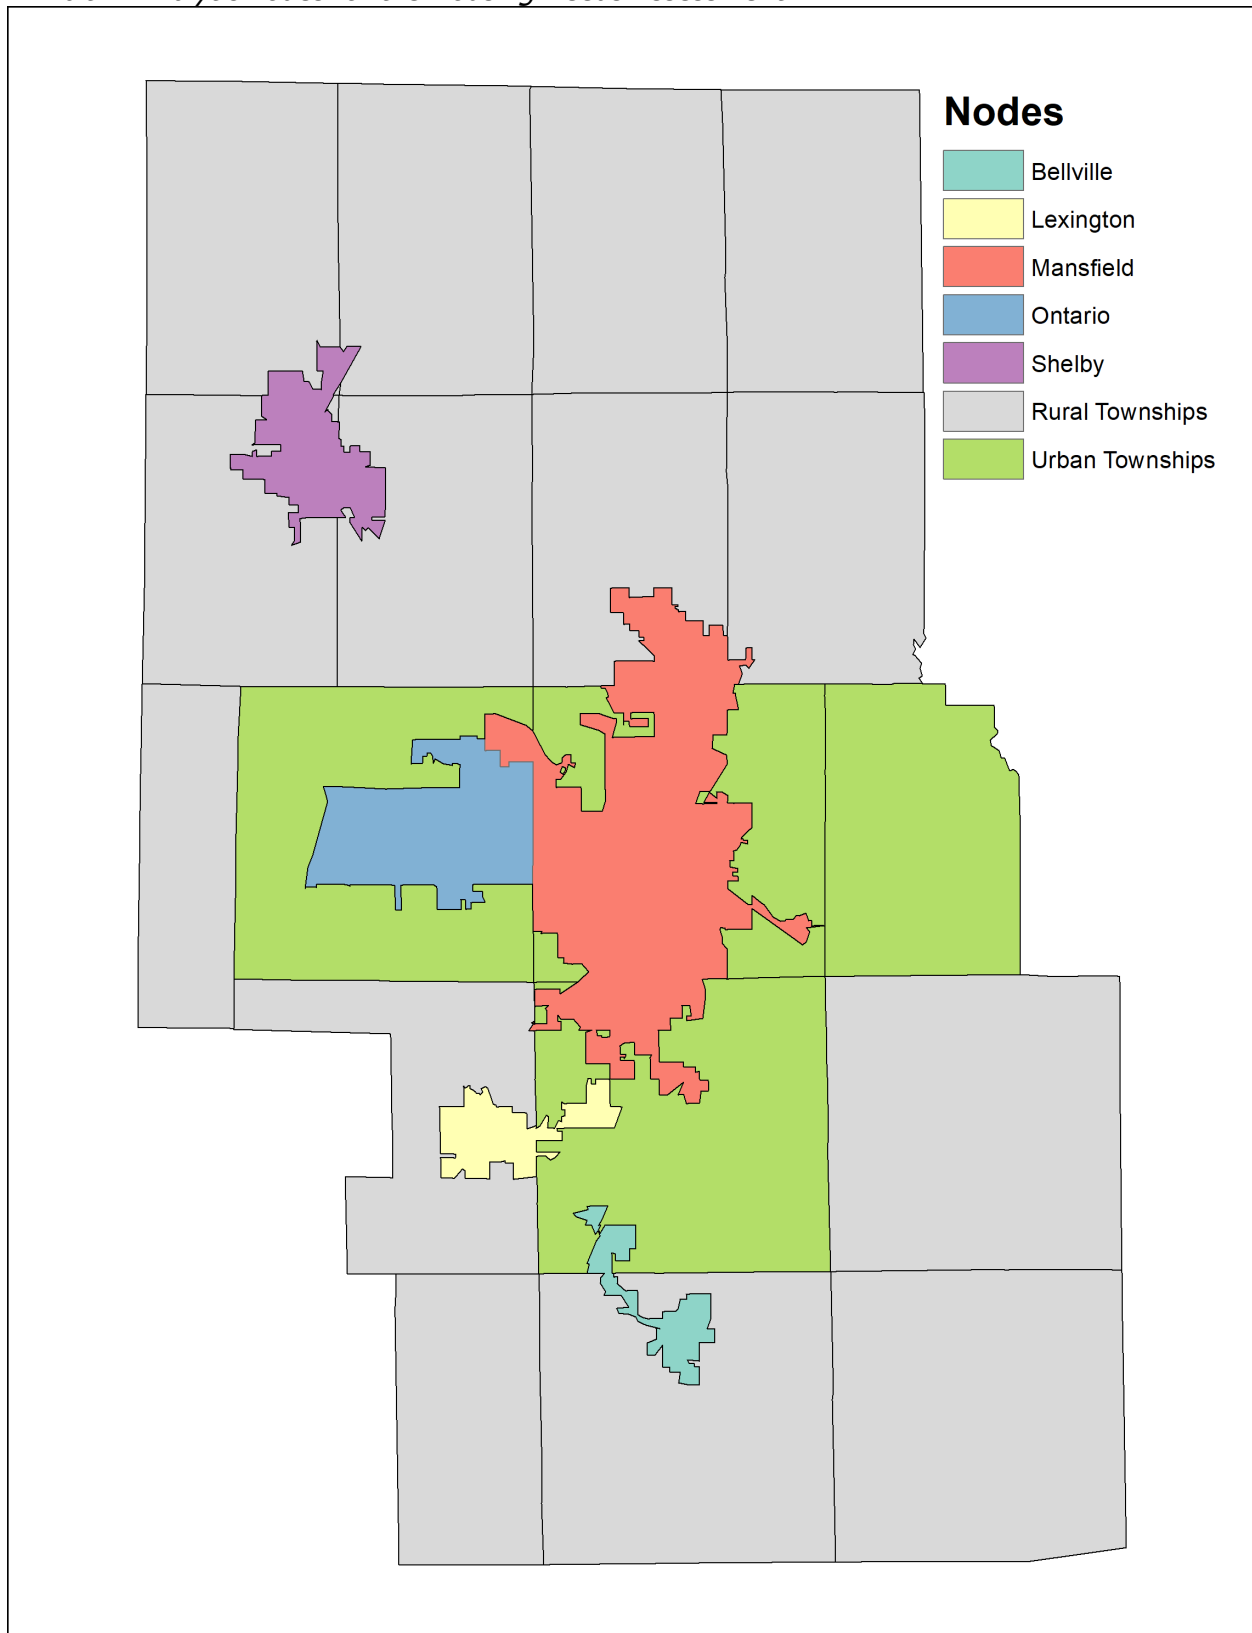 Nodes
Bellville
Lexington
Mansfield
Ontario
Shelby
Rural Townships
Urban Townships